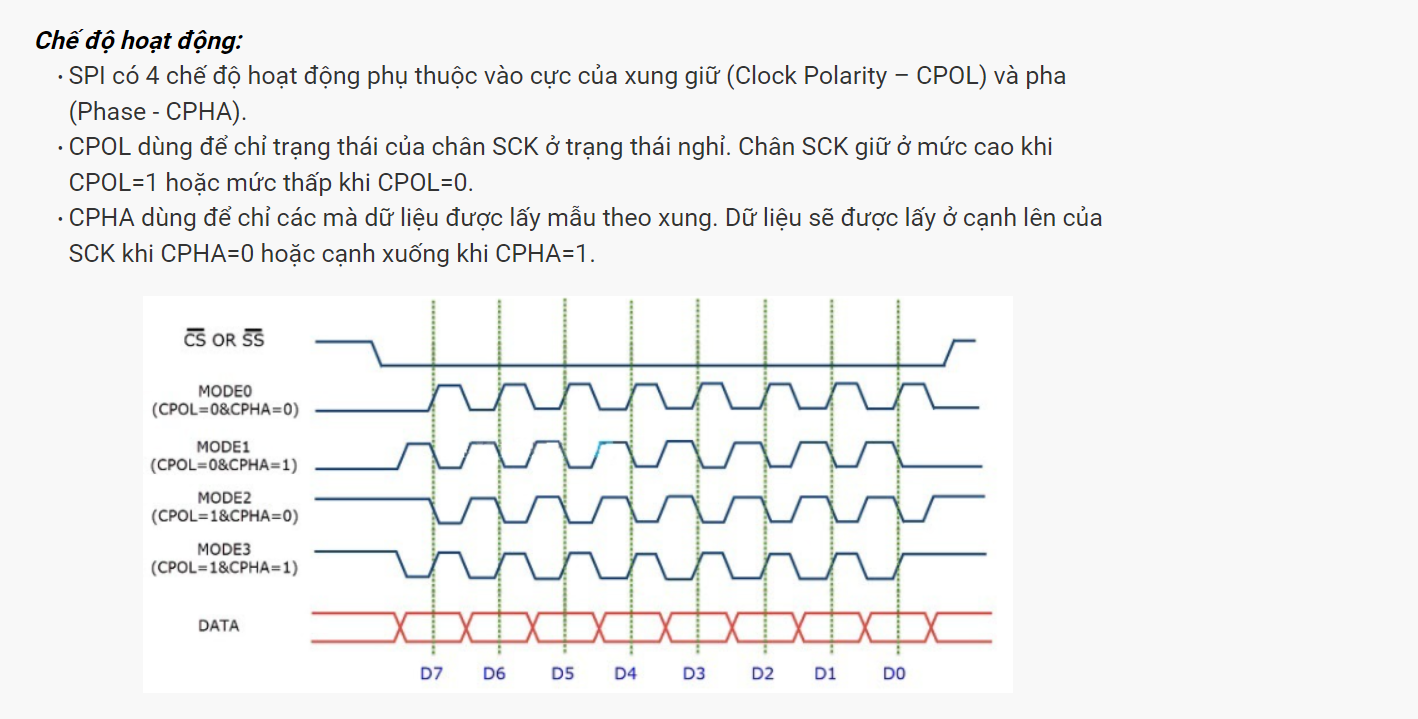 Chế độ hoạt động:
· SPI có 4 chế độ hoạt động phụ thuộc vào cực của xung giữ (Clock Polarity – CPOL) và pha
(Phase - CPHA).
· CPOL dùng để chỉ trạng thái của chân SCK ở trạng thái nghỉ. Chân SCK giữ ở mức cao khi
CPOL=1 hoặc mức thấp khi CPOL=0.
· CPHA dùng để chỉ các mà dữ liệu được lấy mẫu theo xung. Dữ liệu sẽ được lấy ở cạnh lên của
SCK khi CPHA=0 hoặc cạnh xuống khi CPHA=1.
C̅S̅ OR S̅S̅
MODE0
(CPOL=0&CPHA=0)
MODE1
(CPOL=0&CPHA=1)
MODE2
(CPOL=1&CPHA=0)
MODE3
(CPOL=1&CPHA=1)
DATA
D7 D6 D5 D4 D3 D2 D1 D0